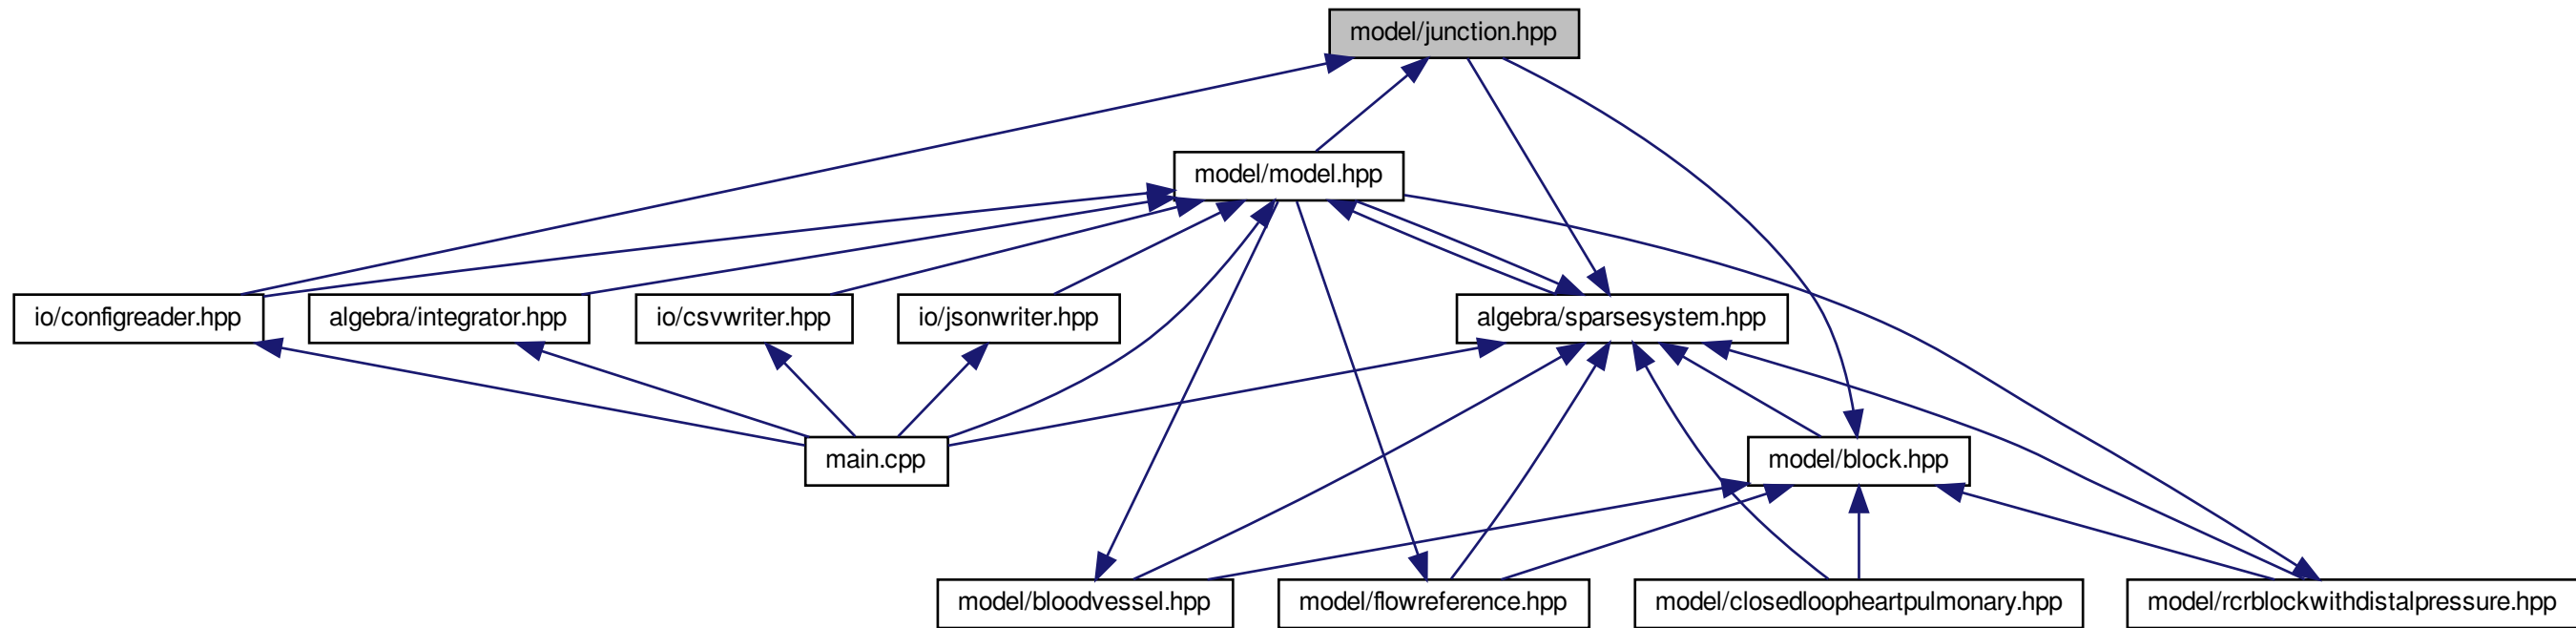 model/junction.hpp
model/model.hpp
io/configreader.hpp
algebra/integrator.hpp
io/csvwriter.hpp
io/jsonwriter.hpp
algebra/sparsesystem.hpp
main.cpp
model/block.hpp
model/bloodvessel.hpp
model/flowreference.hpp
model/closedloopheartpulmonary.hpp
model/rcrblockwithdistalpressure.hpp